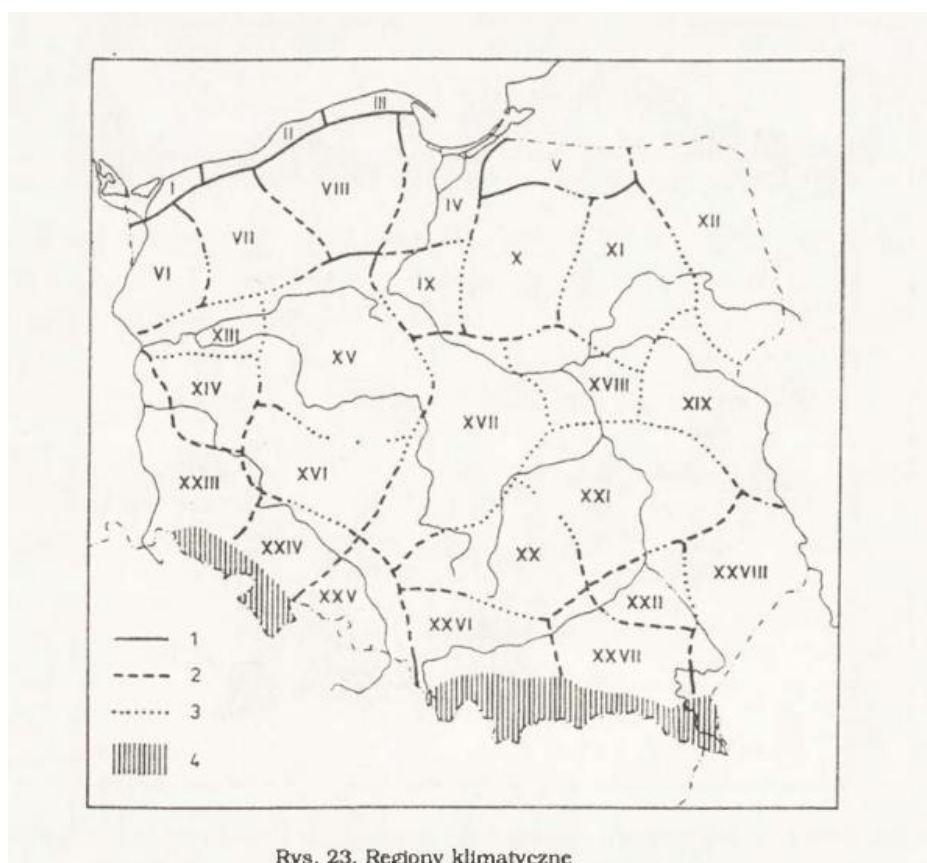 III
II
I
V
IV
VIII
XII
VII
XI
X
VI
IX
XIII
XV
XVIII
XIV
XIX
XVII
XVI
XXIII
XXI
XXIV
XX
XXVIII
XXV
XXII
XXVI
XXVII
1
2
3
4
Rys. 23. Regiony klimatyczne